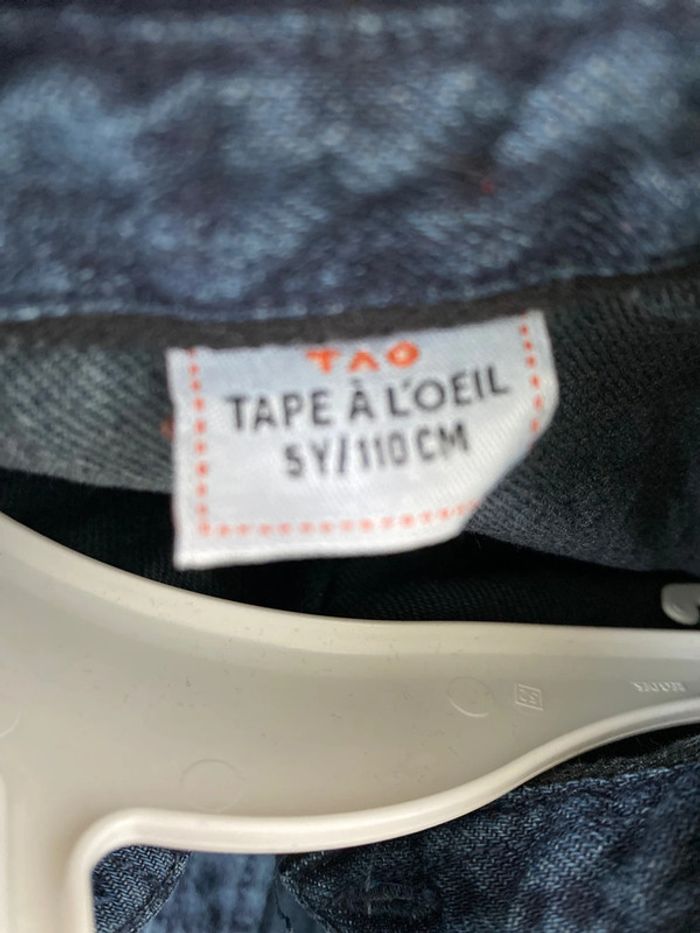 TAO
TAPE À L'OEIL
5Y/110CM